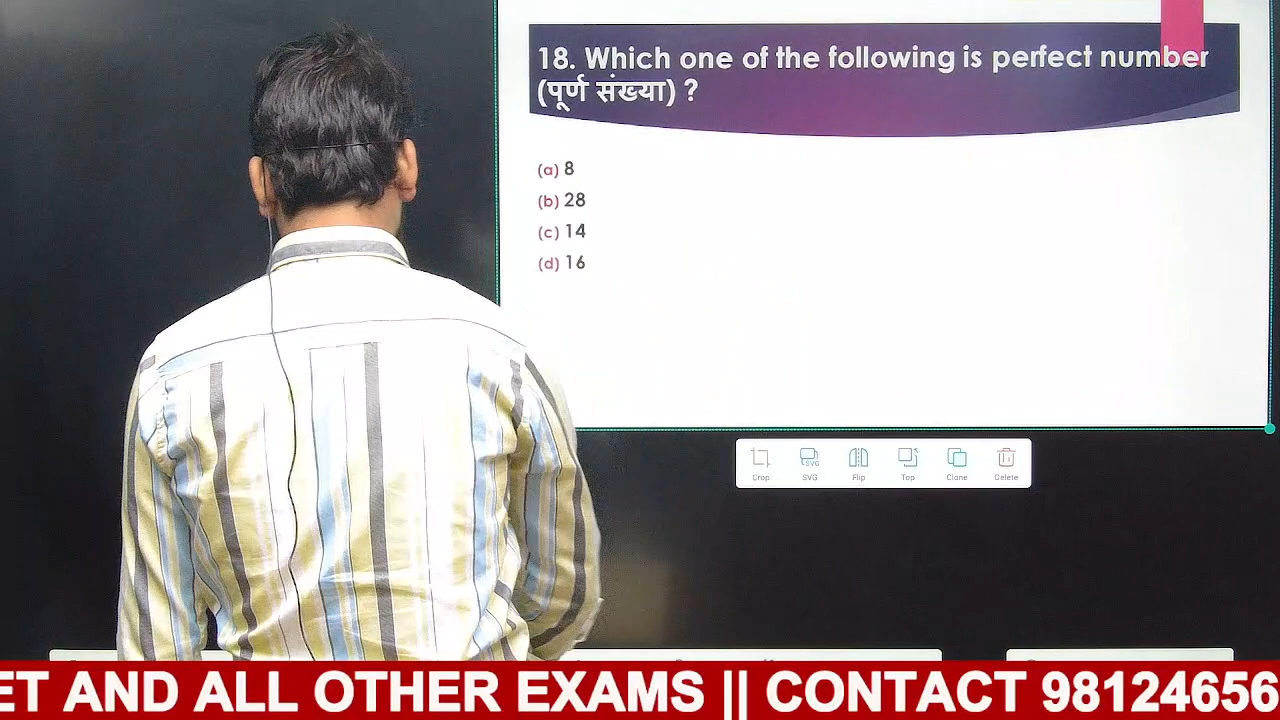 18. Which one of the following is perfect number
(पूर्ण संख्या) ?
(a) 8
(b) 28
(c) 14
(d) 16
Crop
SVG
SVG
Flip
Top
Clone
Delete
ET AND ALL OTHER EXAMS || CONTACT 98124656